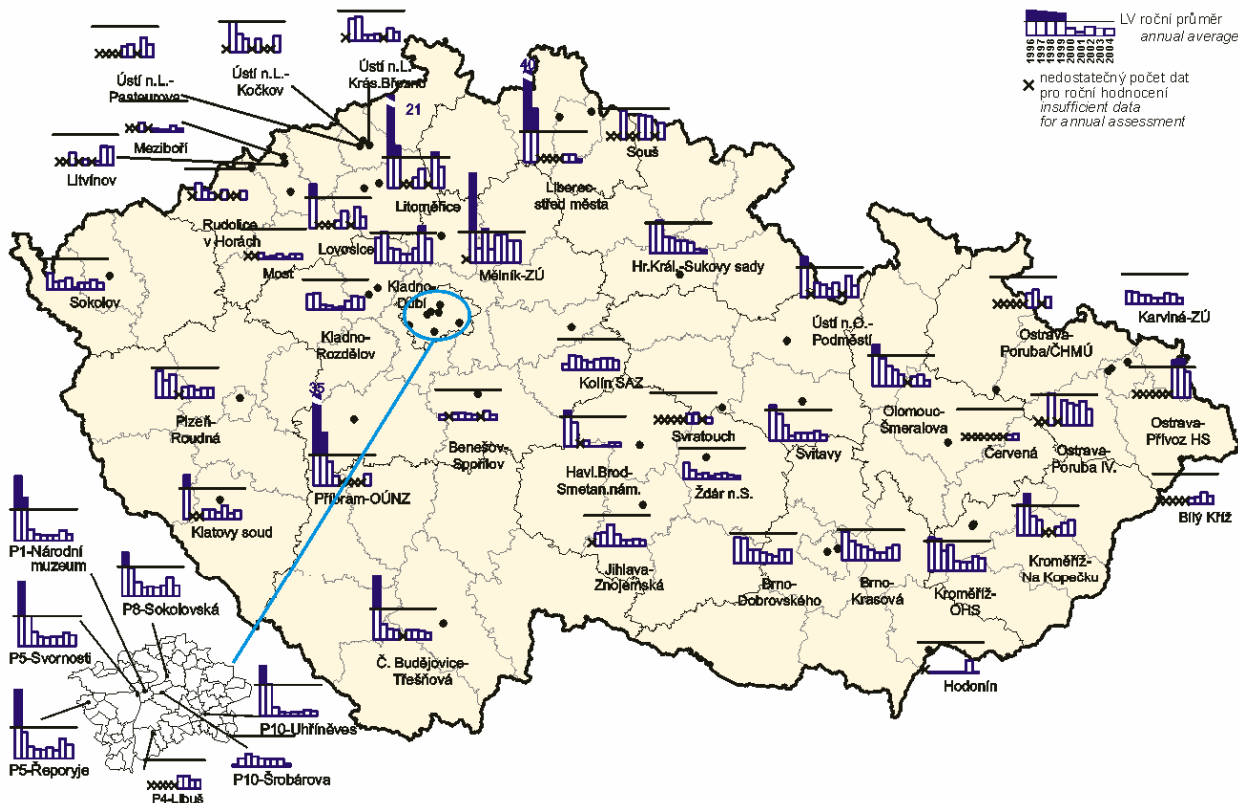 LV roční průměr
annual average
1996
1997
1998
1999
2000
2001
2002
2003
2004
nedostatečný počet dat
pro roční hodnocení
insufficient data
for annual assessment
Ústí n.L.-
Pasteurova
Ústí n.L.-
Kočkov
Ústí n.L.
Krás.Březno
21
40
Meziboří
Litvínov
Souš
Liberec-
střed města
Litoměřice
Rudolice
v Horách
Lovosice
Most
Mělník-ZÚ
Hr.Král.-Sukovy sady
Sokolov
Kladno-
Dubí
Kladno-
Rozdělov
Ústí n.O.-
Podměstí
Ostrava-
Poruba/ČHMÚ
Karviná-ZÚ
Kolín SAZ
35
Plzeň-
Roudná
Benešov-
Spořilov
Svratouch
Svitavy
Olomouc-
Šmeralova
Červená
Ostrava-
Poruba IV.
Ostrava-
Přívoz HS
Havl.Brod-
Smetan.nám.
Žďár n.S.
Příbram-OÚNZ
Klatovy soud
Bílý Kříž
P1-Národní
muzeum
P8-Sokolovská
Jihlava-
Znojemská
Brno-
Dobrovského
Brno-
Krasová
Kroměříž-
OHS
Kroměříž-
Na Kopečku
P5-Svornosti
Č. Budějovice-
Třešňová
Hodonín
P5-Řeporyje
P10-Uhříněves
P10-Šrobárova
P4-Libuš